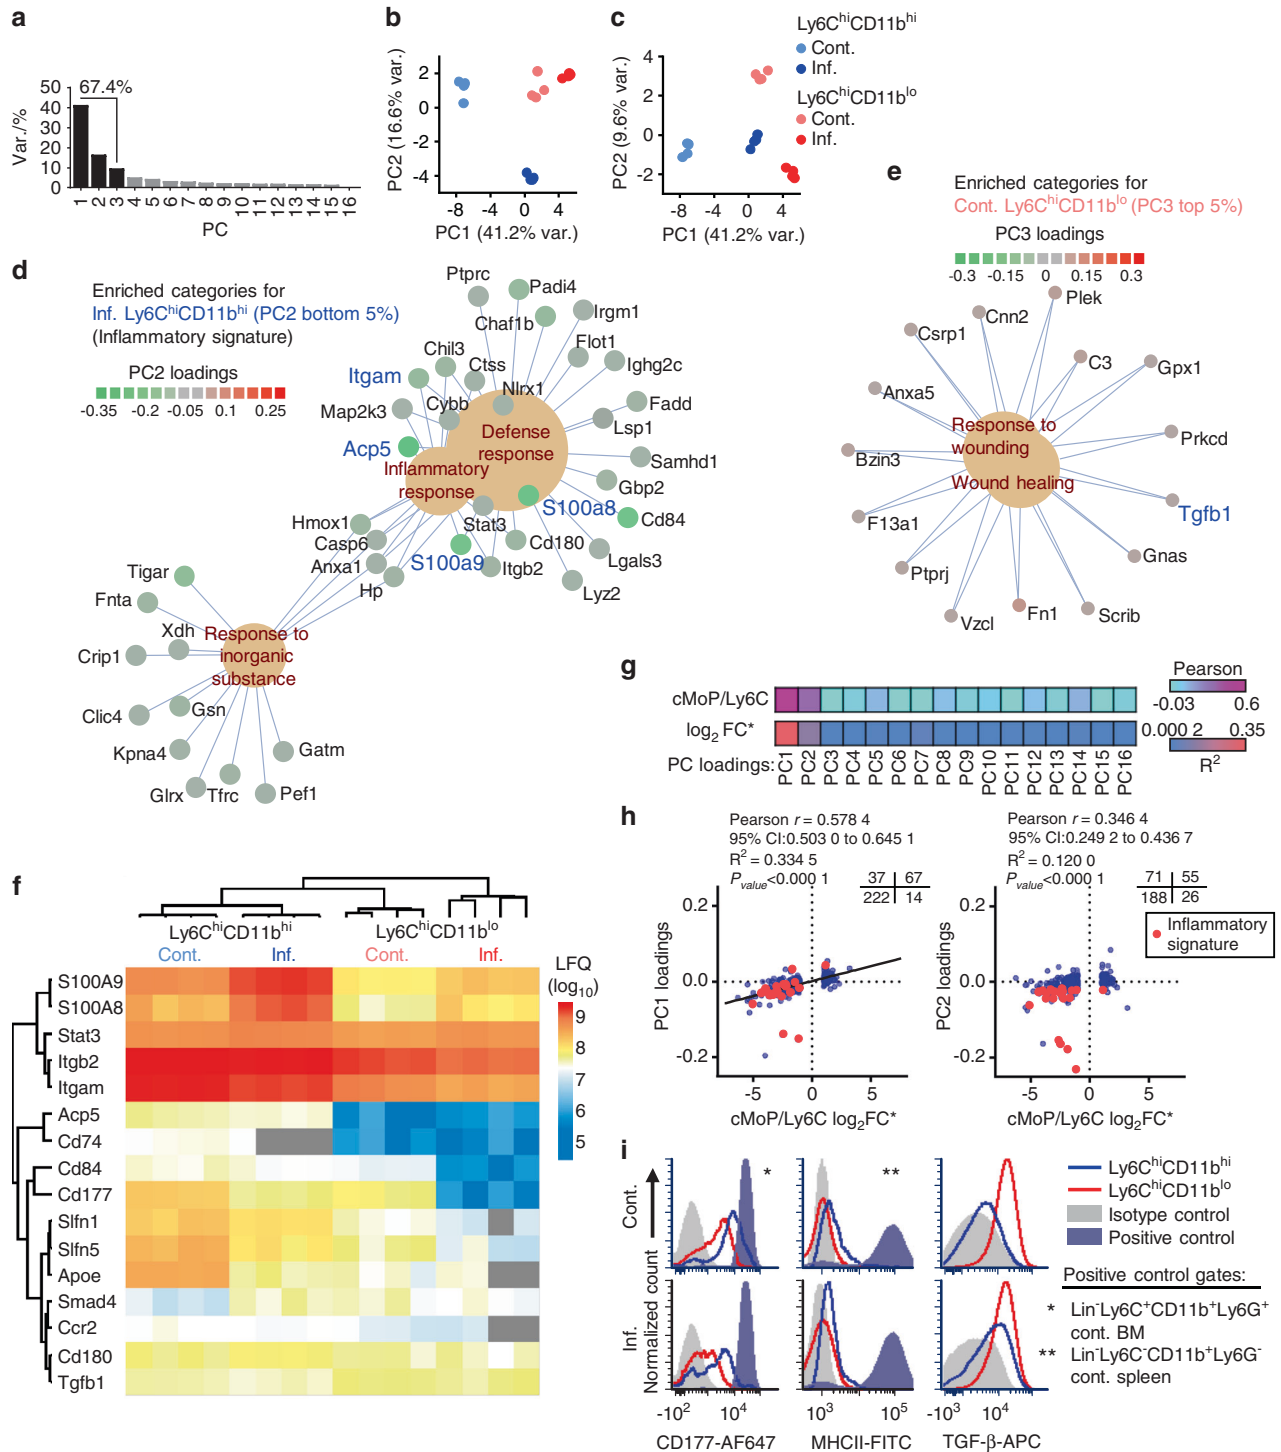 a
67.4%
Var./%
50
40
30
20
10
0
1 2 3 4 5 6 7 8 9 10 11 12 13 14 15 16
PC
b
PC2 (16.6% var.)
2
0
-2
-4
-8 -4 0 4
PC1 (41.2% var.)
c
PC2 (9.6% var.)
4
2
0
-2
-8 -4 0 4
PC1 (41.2% var.)
Ly6ChiCD11bhi
Cont.
Inf.
Ly6ChiCD11blo
Cont.
Inf.
d
Enriched categories for
Inf. Ly6ChiCD11bhi (PC2 bottom 5%)
(Inflammatory signature)
PC2 loadings
-0.35 -0.2 -0.05 0.1 0.25
Ptprc
Padi4
Chaf1b
Irgm1
Flot1
Chil3
Ctss
Ighg2c
Itgam
Nlrx1
Map2k3
Cybb
Fadd
Lsp1
Acp5
Defense
response
Inflammatory
response
Samhd1
Gbp2
S100a8
Cd84
Stat3
Hmox1
Casp6
Cd180
Anxa1
S100a9
Itgb2
Lgals3
Hp
Lyz2
Tigar
Fnta
Xdh
Response to
inorganic
substance
Crip1
Clic4
Gsn
Kpna4
Gatm
Glrx
Tfrc
Pef1
e
Enriched categories for
Cont. Ly6ChiCD11blo (PC3 top 5%)
PC3 loadings
-0.3 -0.15 0 0.15 0.3
Plek
Cnn2
Csrp1
C3
Gpx1
Anxa5
Response to
wounding
Prkcd
Bzin3
Wound healing
Tgfb1
F13a1
Gnas
Ptprj
Vzcl
Fn1
Scrib
g
Pearson
-0.03 0.6
cMoP/Ly6C
log2 FC*
0.000 2 0.35
R2
PC loadings:
PC1 PC2 PC3 PC4 PC5 PC6 PC7 PC8 PC9 PC10 PC11 PC12 PC13 PC14 PC15 PC16
h
Pearson r = 0.578 4
95% CI:0.503 0 to 0.645 1
R2 = 0.334 5
Pvalue<0.000 1
37 67
222 14
PC1 loadings
0.2
0.0
-0.2
-5 0 5
cMoP/Ly6C log2FC*
Pearson r = 0.346 4
95% CI:0.249 2 to 0.436 7
R2 = 0.120 0
Pvalue<0.000 1
71 55
188 26
Inflammatory
signature
PC2 loadings
0.2
0.0
-0.2
-5 0 5
cMoP/Ly6C log2FC*
f
Ly6ChiCD11bhi
Ly6ChiCD11blo
Cont. Inf. Cont. Inf.
LFQ
(log10)
9
8
7
6
5
S100A9
S100A8
Stat3
Itgb2
Itgam
Acp5
Cd74
Cd84
Cd177
Slfn1
Slfn5
Apoe
Smad4
Ccr2
Cd180
Tgfb1
i
Cont.
Inf.
Normalized count
*
**
-102 104
CD177-AF647
103 105
MHCII-FITC
-103 104
TGF-β-APC
Ly6ChiCD11bhi
Ly6ChiCD11blo
Isotype control
Positive control
Positive control gates:
* Lin-Ly6C+CD11b+Ly6G+
cont. BM
** Lin-Ly6C-CD11b+Ly6G-
cont. spleen